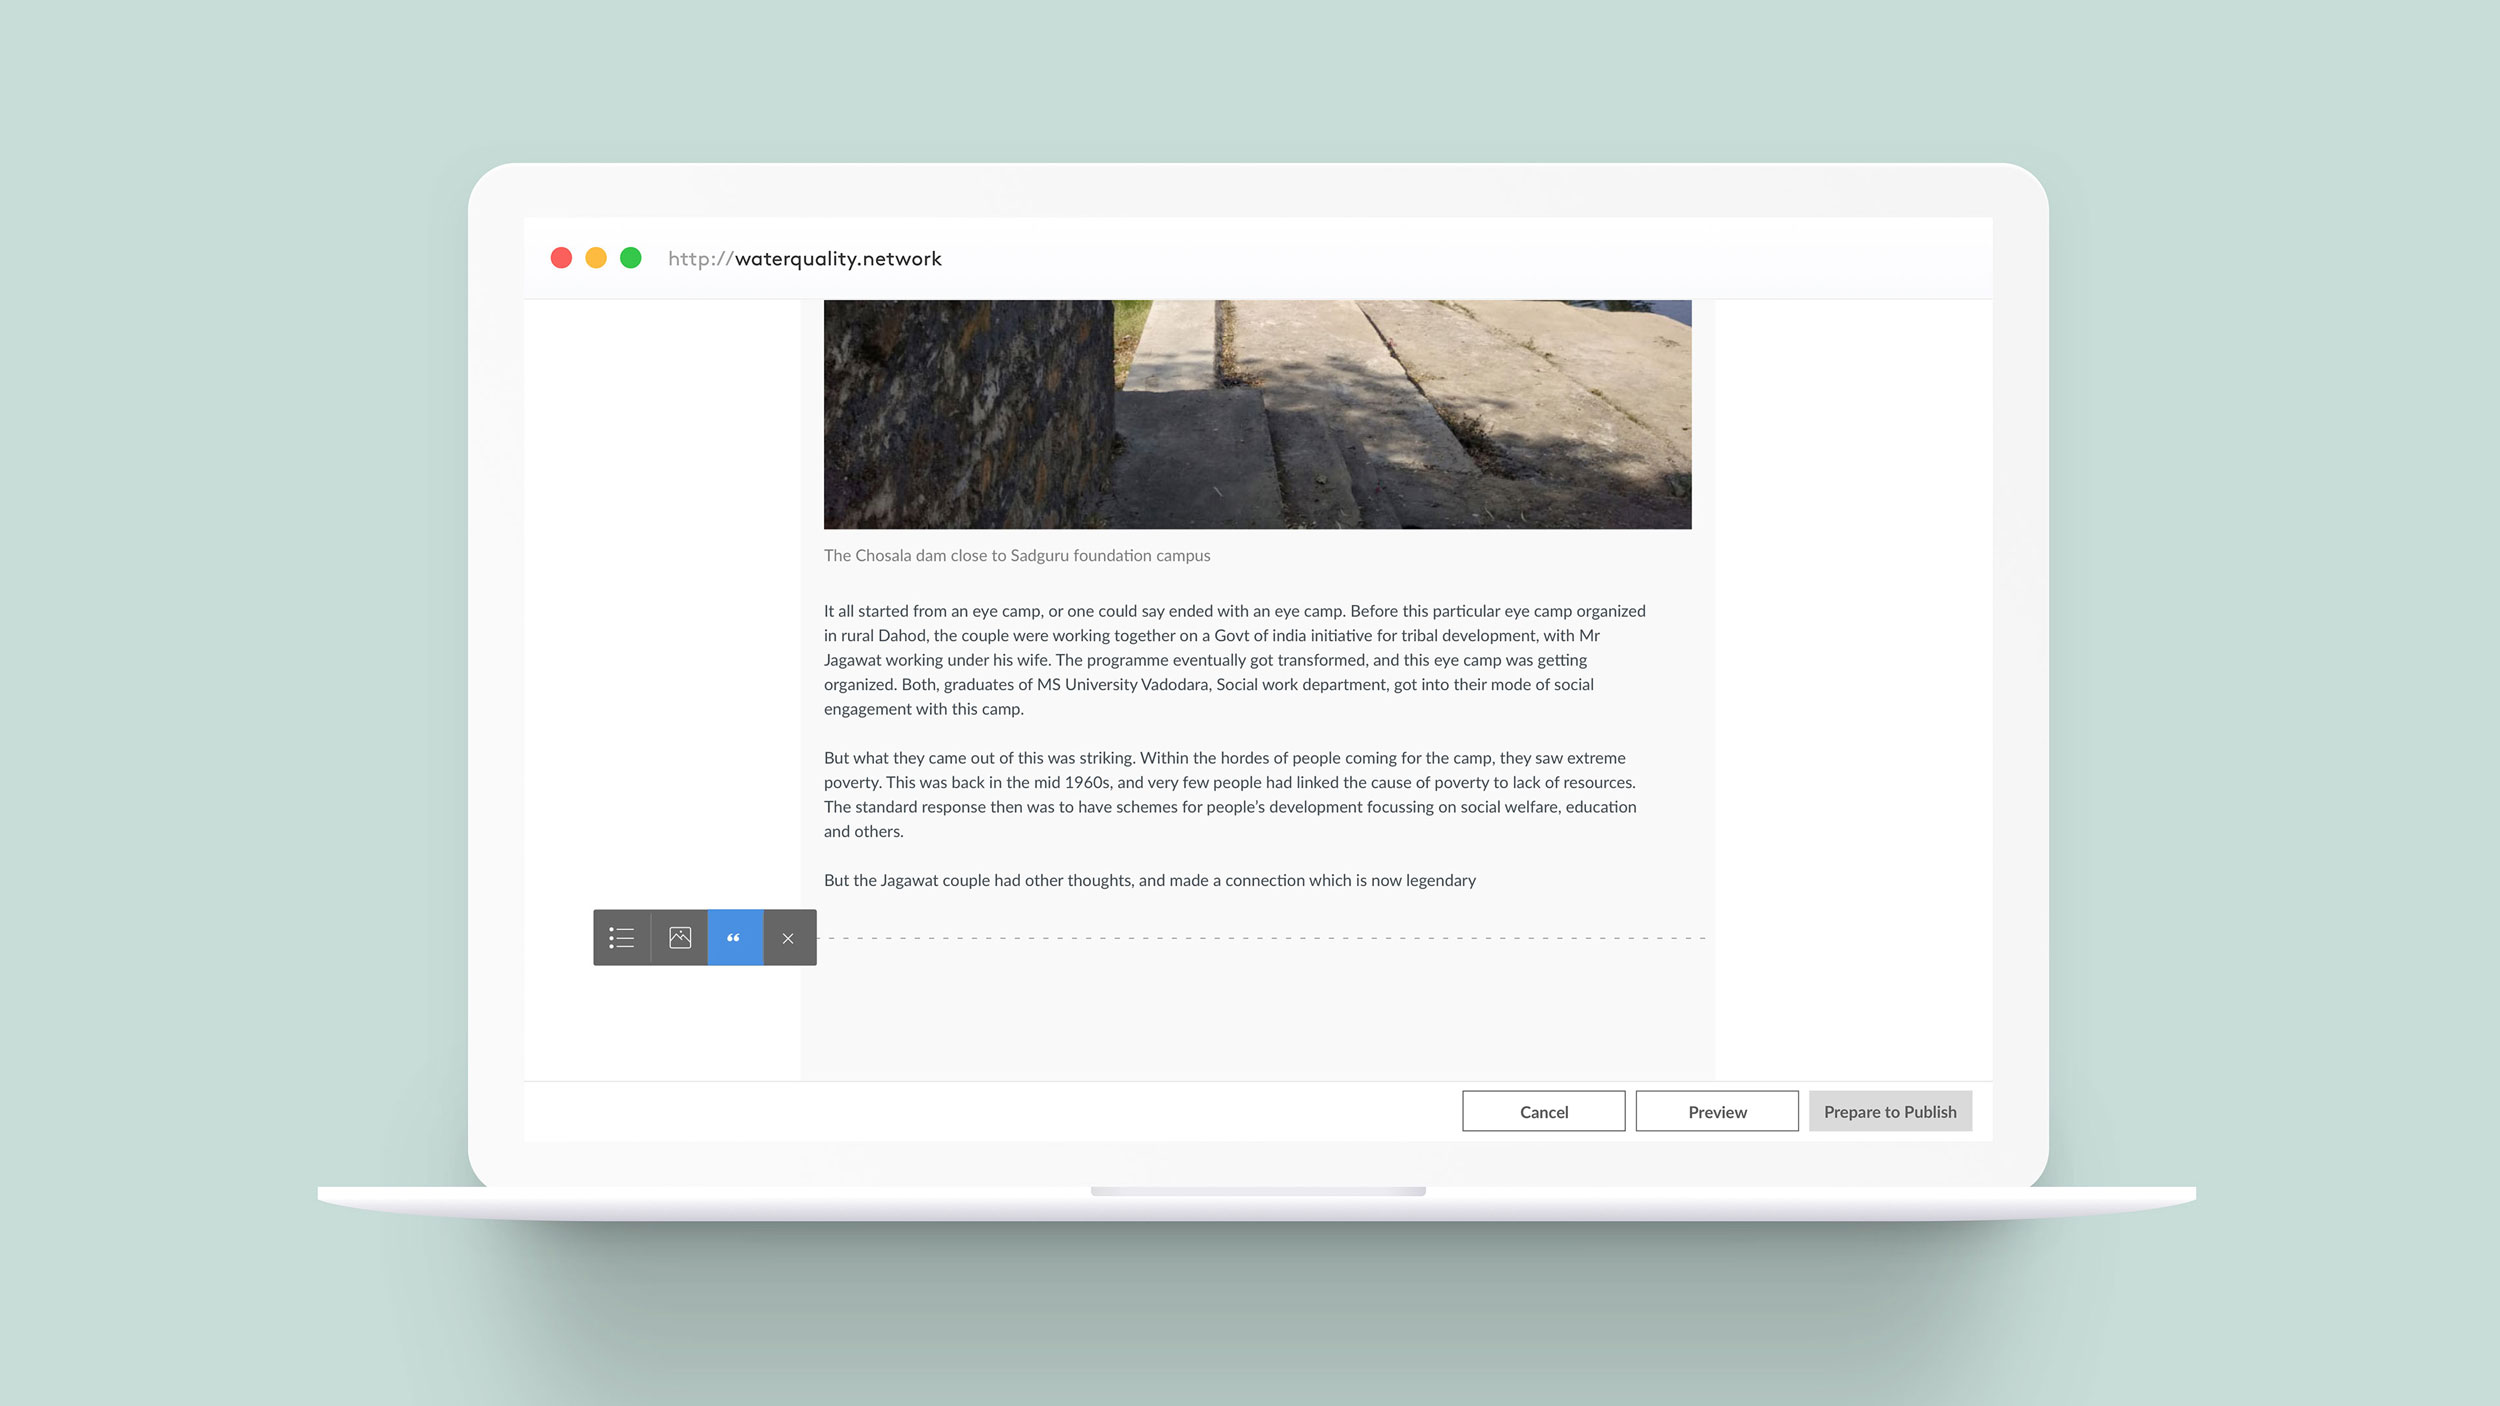 http://waterquality.network
The Chosala dam close to Sadguru foundation campus
It all started from an eye camp, or one could say ended with an eye camp. Before this particular eye camp organized
in rural Dahod, the couple were working together on a Govt of india initiative for tribal development, with Mr
Jagawat working under his wife. The programme eventually got transformed, and this eye camp was getting
organized. Both, graduates of MS University Vadodara, Social work department, got into their mode of social
engagement with this camp.
But what they came out of this was striking. Within the hordes of people coming for the camp, they saw extreme
poverty. This was back in the mid 1960s, and very few people had linked the cause of poverty to lack of resources.
The standard response then was to have schemes for people’s development focussing on social welfare, education
and others.
But the Jagawat couple had other thoughts, and made a connection which is now legendary
“
Cancel
Preview
Prepare to Publish